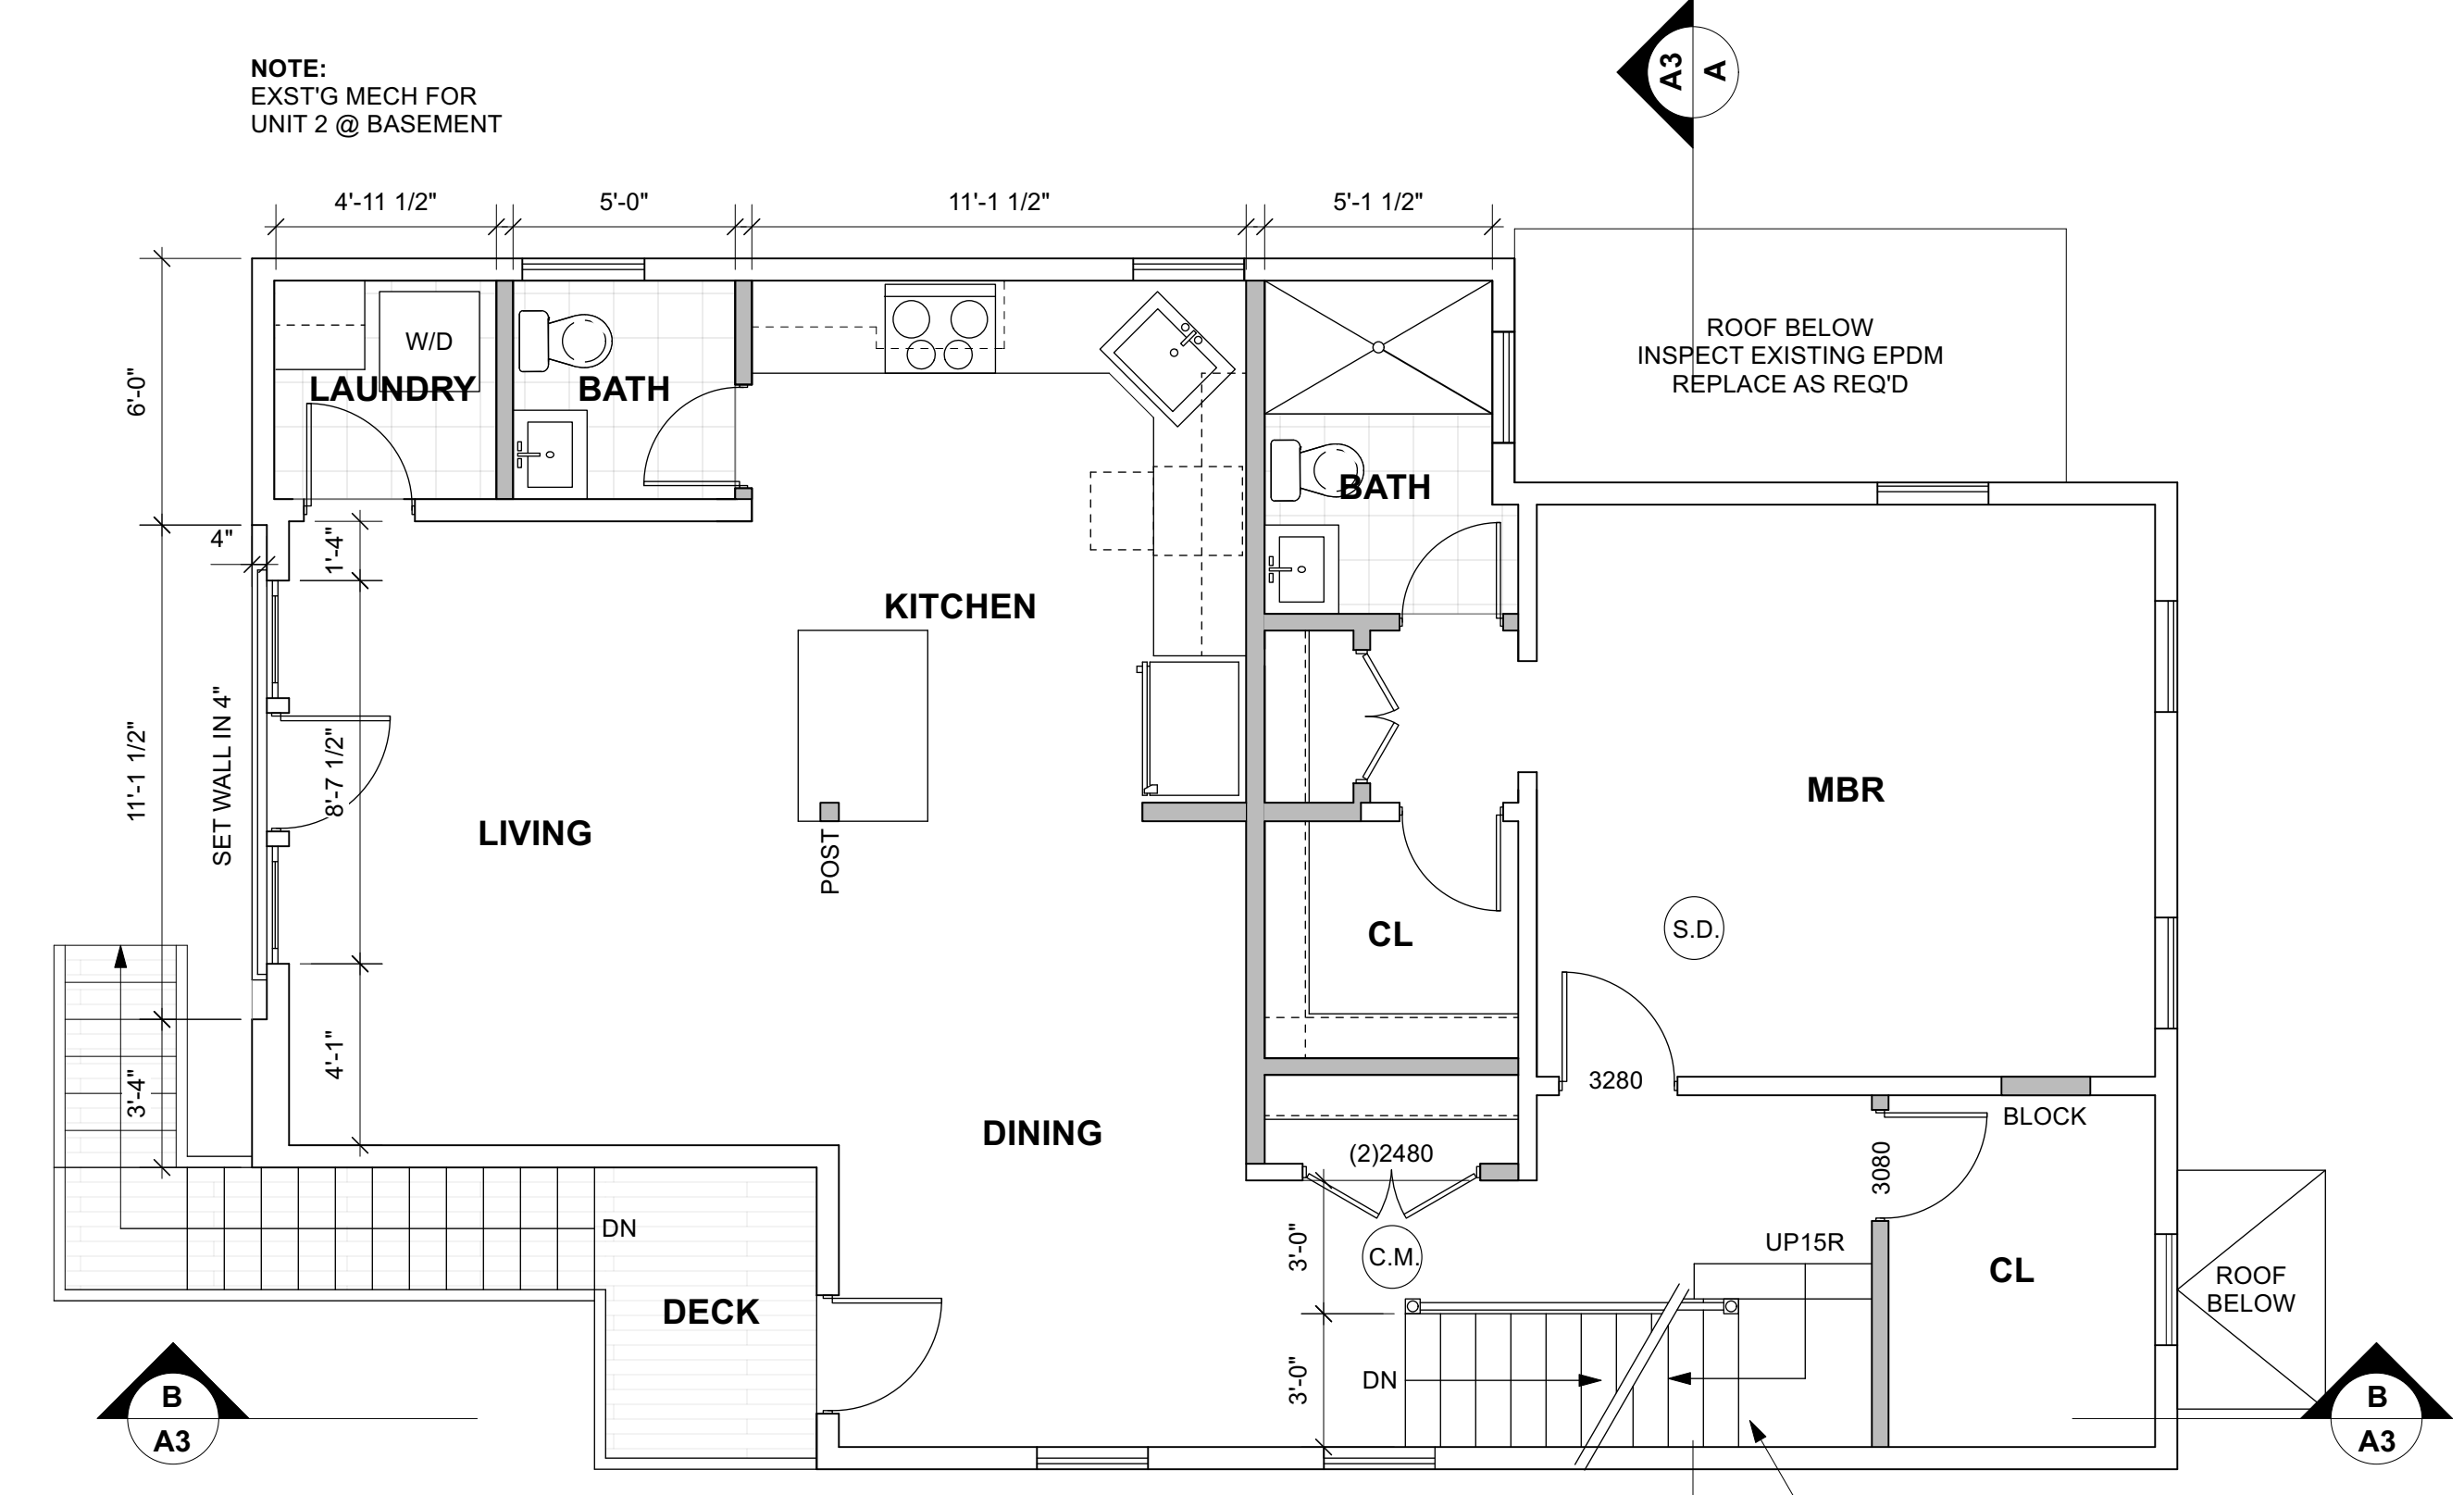 NOTE:
EXST'G MECH FOR
UNIT 2 @ BASEMENT
A3
A
4'-11 1/2"
5'-0"
11'-1 1/2"
5'-1 1/2"
ROOF BELOW
INSPECT EXISTING EPDM
REPLACE AS REQ'D
W/D
LAUNDRY
BATH
6'-0"
BATH
4"
1'-4"
KITCHEN
SET WALL IN 4"
11'-1 1/2"
8'-7 1/2"
LIVING
POST
MBR
CL
S.D.
4'-1"
3'-4"
3280
BLOCK
DINING
(2)2480
3080
DN
UP15R
3'-0"
C.M.
CL
ROOF
BELOW
DECK
3'-0"
DN
B
A3
B
A3